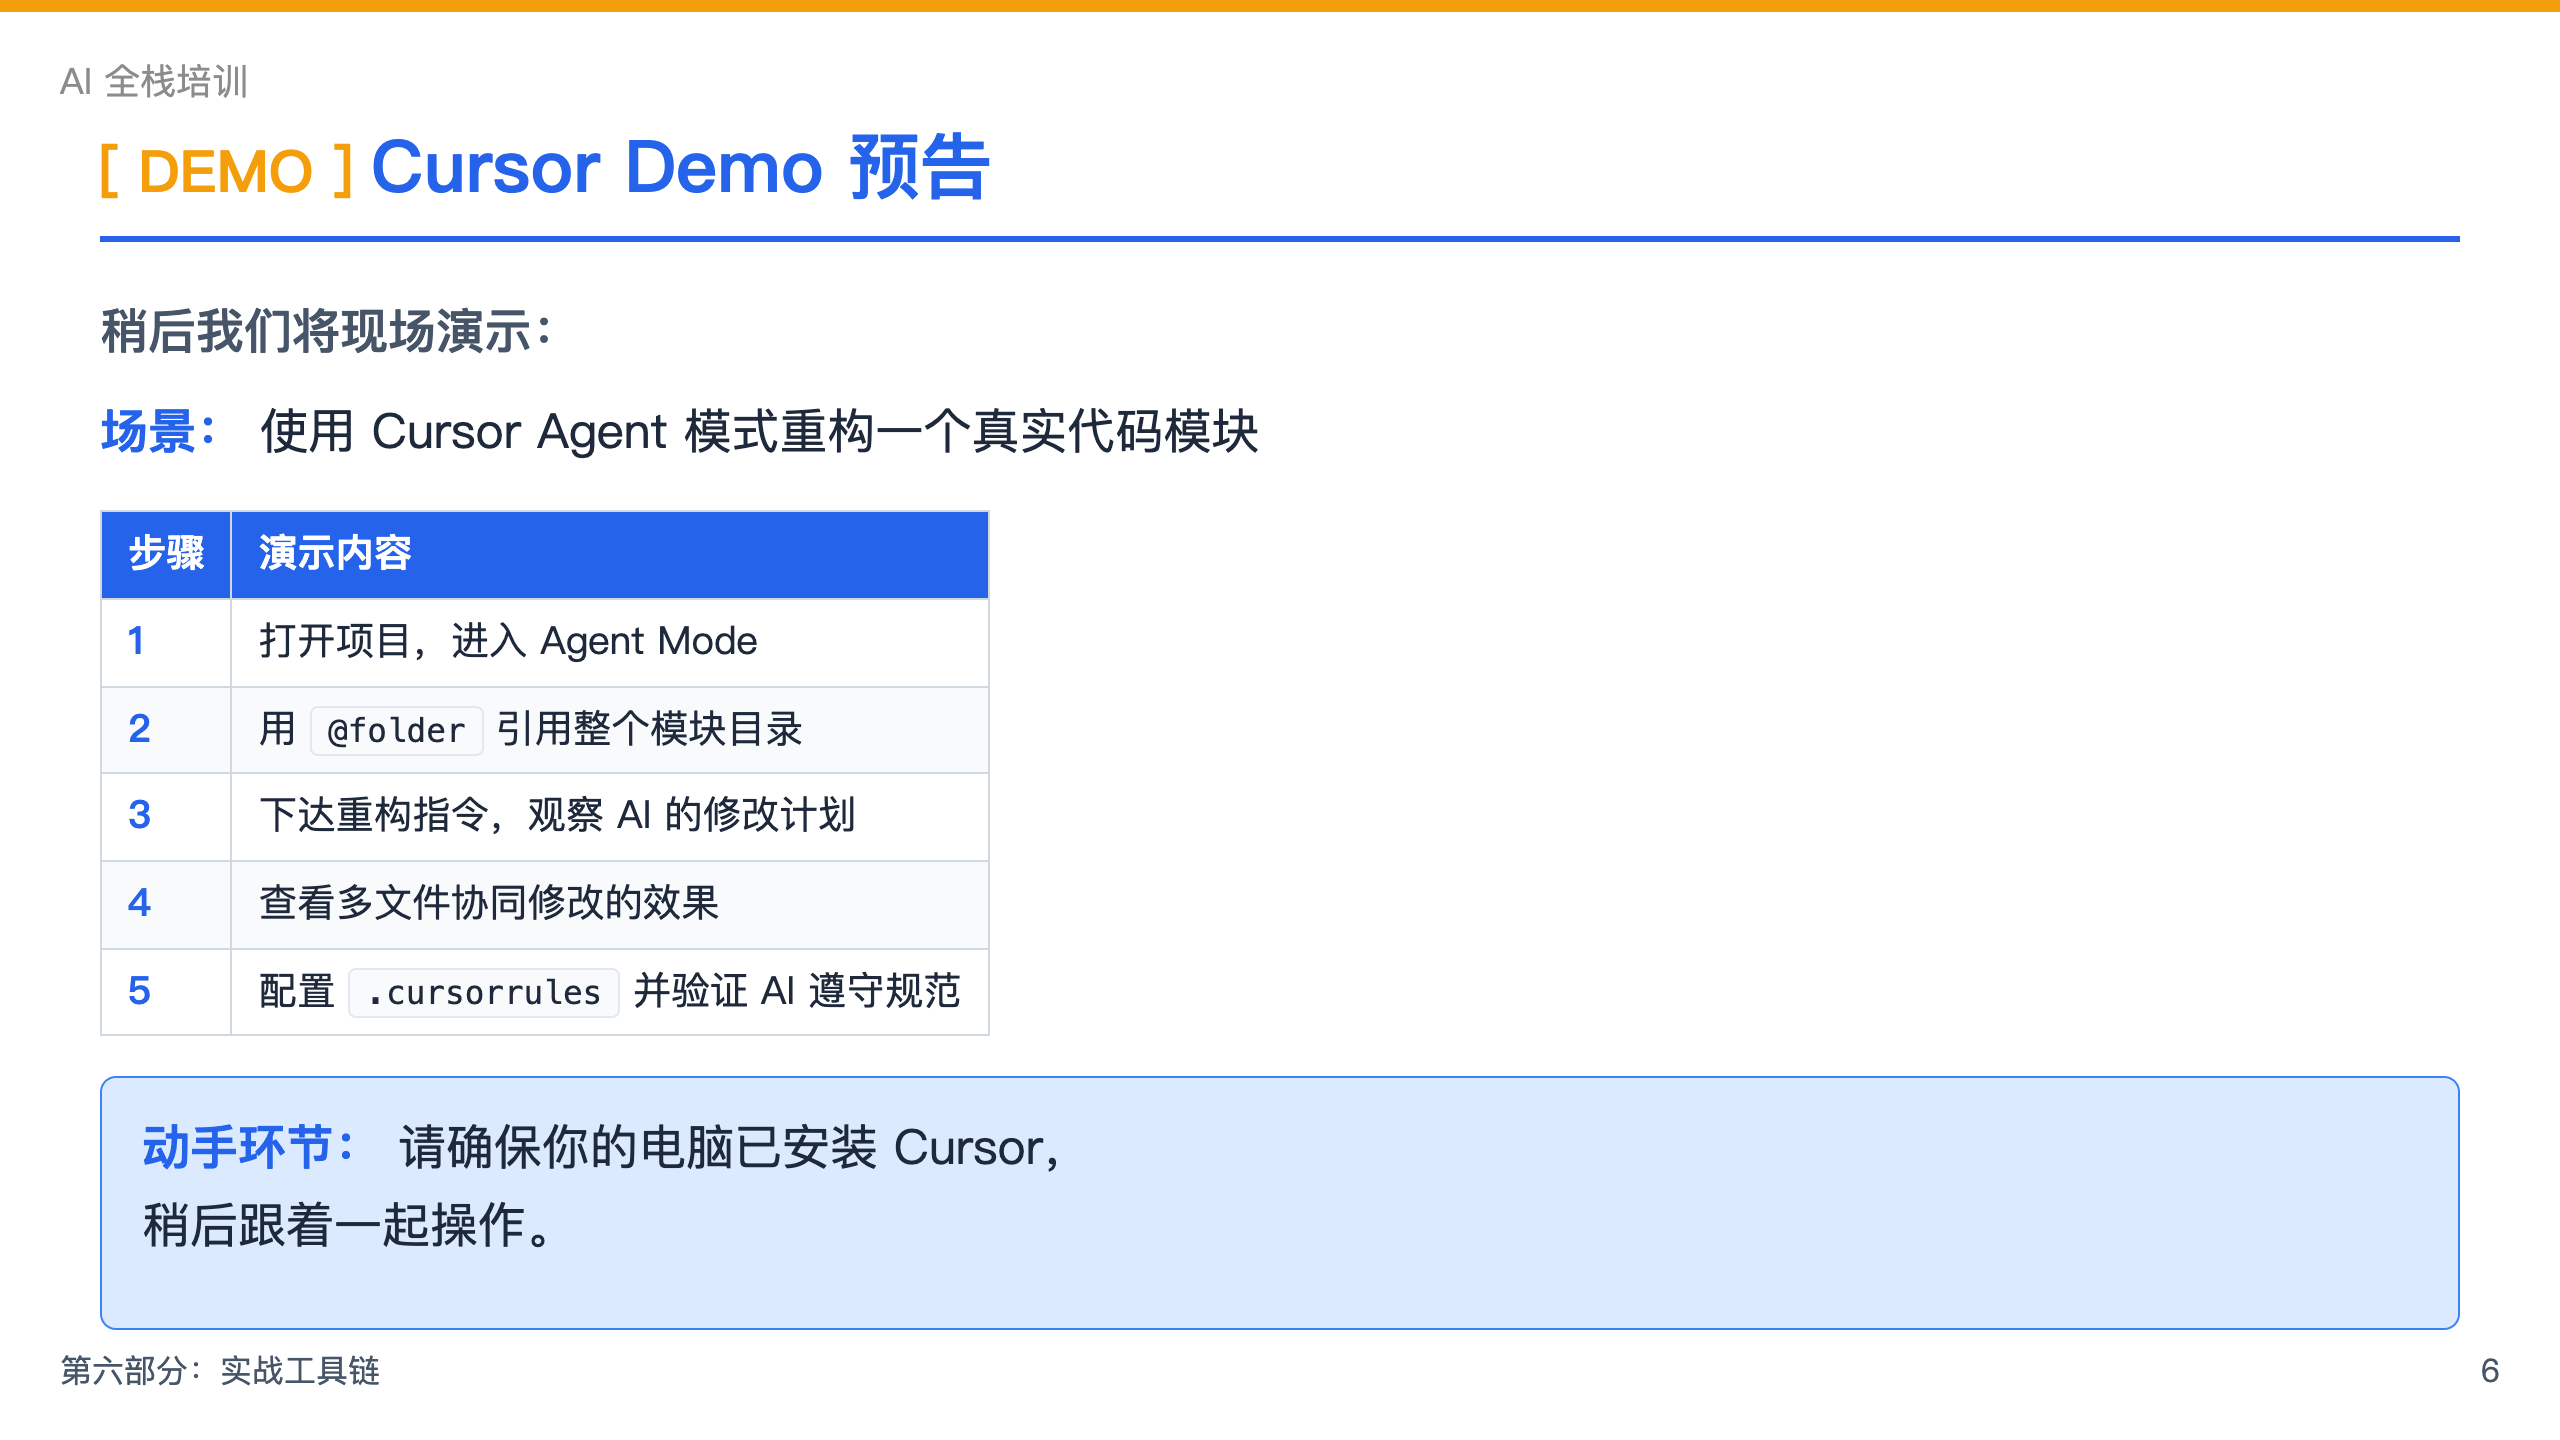 AI 全栈培训
[ DEMO ] Cursor Demo 预告
稍后我们将现场演示：
场景： 使用 Cursor Agent 模式重构一个真实代码模块
步骤 演示内容
1 打开项目，进入 Agent Mode
2 用 @folder 引用整个模块目录
3 下达重构指令，观察 AI 的修改计划
4 查看多文件协同修改的效果
5 配置 .cursorrules 并验证 AI 遵守规范
动手环节： 请确保你的电脑已安装 Cursor，
稍后跟着一起操作。
第六部分：实战工具链
6